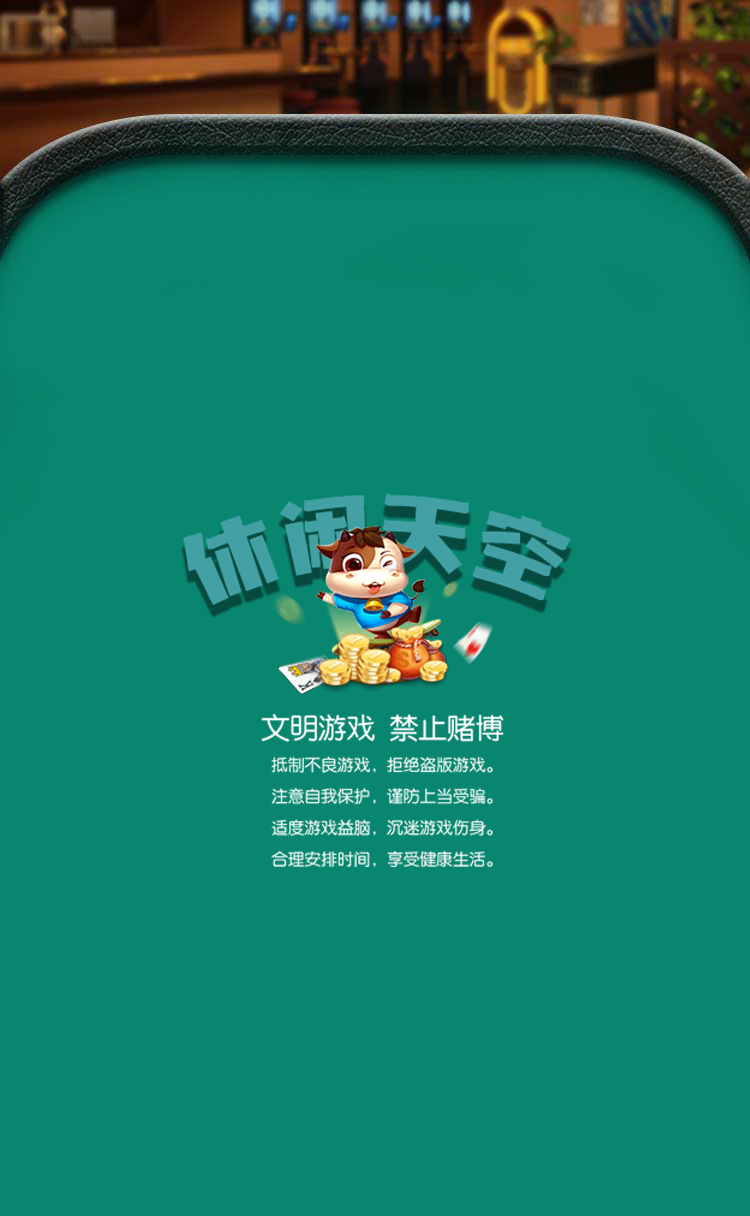 休闲天空
文明游戏 禁止赌博
抵制不良游戏，拒绝盗版游戏。
注意自我保护，谨防上当受骗。
适度游戏益脑，沉迷游戏伤身。
合理安排时间，享受健康生活。
K